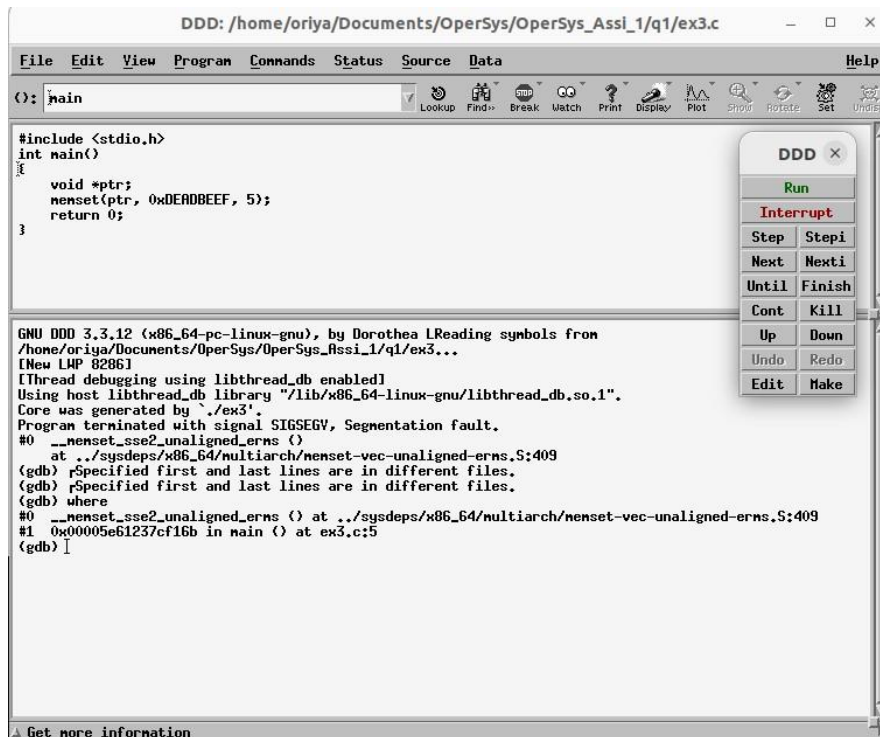 DDD: /home/oriya/Documents/OperSys/OperSys_Assi_1/q1/ex3.c
File Edit View Program Commands Status Source Data Help
(): main
Lookup Find» Break Watch Print Display Plot Show Rotate Set Undisp
#include <stdio.h>
int main()
{
    void *ptr;
    memset(ptr, 0xDEADBEEF, 5);
    return 0;
}
DDD
Run
Interrupt
Step Stepi
Next Nexti
Until Finish
Cont Kill
Up Down
Undo Redo
Edit Make
GNU DDD 3.3.12 (x86_64-pc-linux-gnu), by Dorothea LReading symbols from
/home/oriya/Documents/OperSys/OperSys_Assi_1/q1/ex3...
[New LWP 8286]
[Thread debugging using libthread_db enabled]
Using host libthread_db library "/lib/x86_64-linux-gnu/libthread_db.so.1".
Core was generated by `./ex3'.
Program terminated with signal SIGSEGV, Segmentation fault.
#0  __memset_sse2_unaligned_erms ()
    at ../sysdeps/x86_64/multiarch/memset-vec-unaligned-erms.S:409
(gdb) Specified first and last lines are in different files.
(gdb) Specified first and last lines are in different files.
(gdb) where
#0  __memset_sse2_unaligned_erms () at ../sysdeps/x86_64/multiarch/memset-vec-unaligned-erms.S:409
#1  0x00005e61237cf16b in main () at ex3.c:5
(gdb)
Get more information